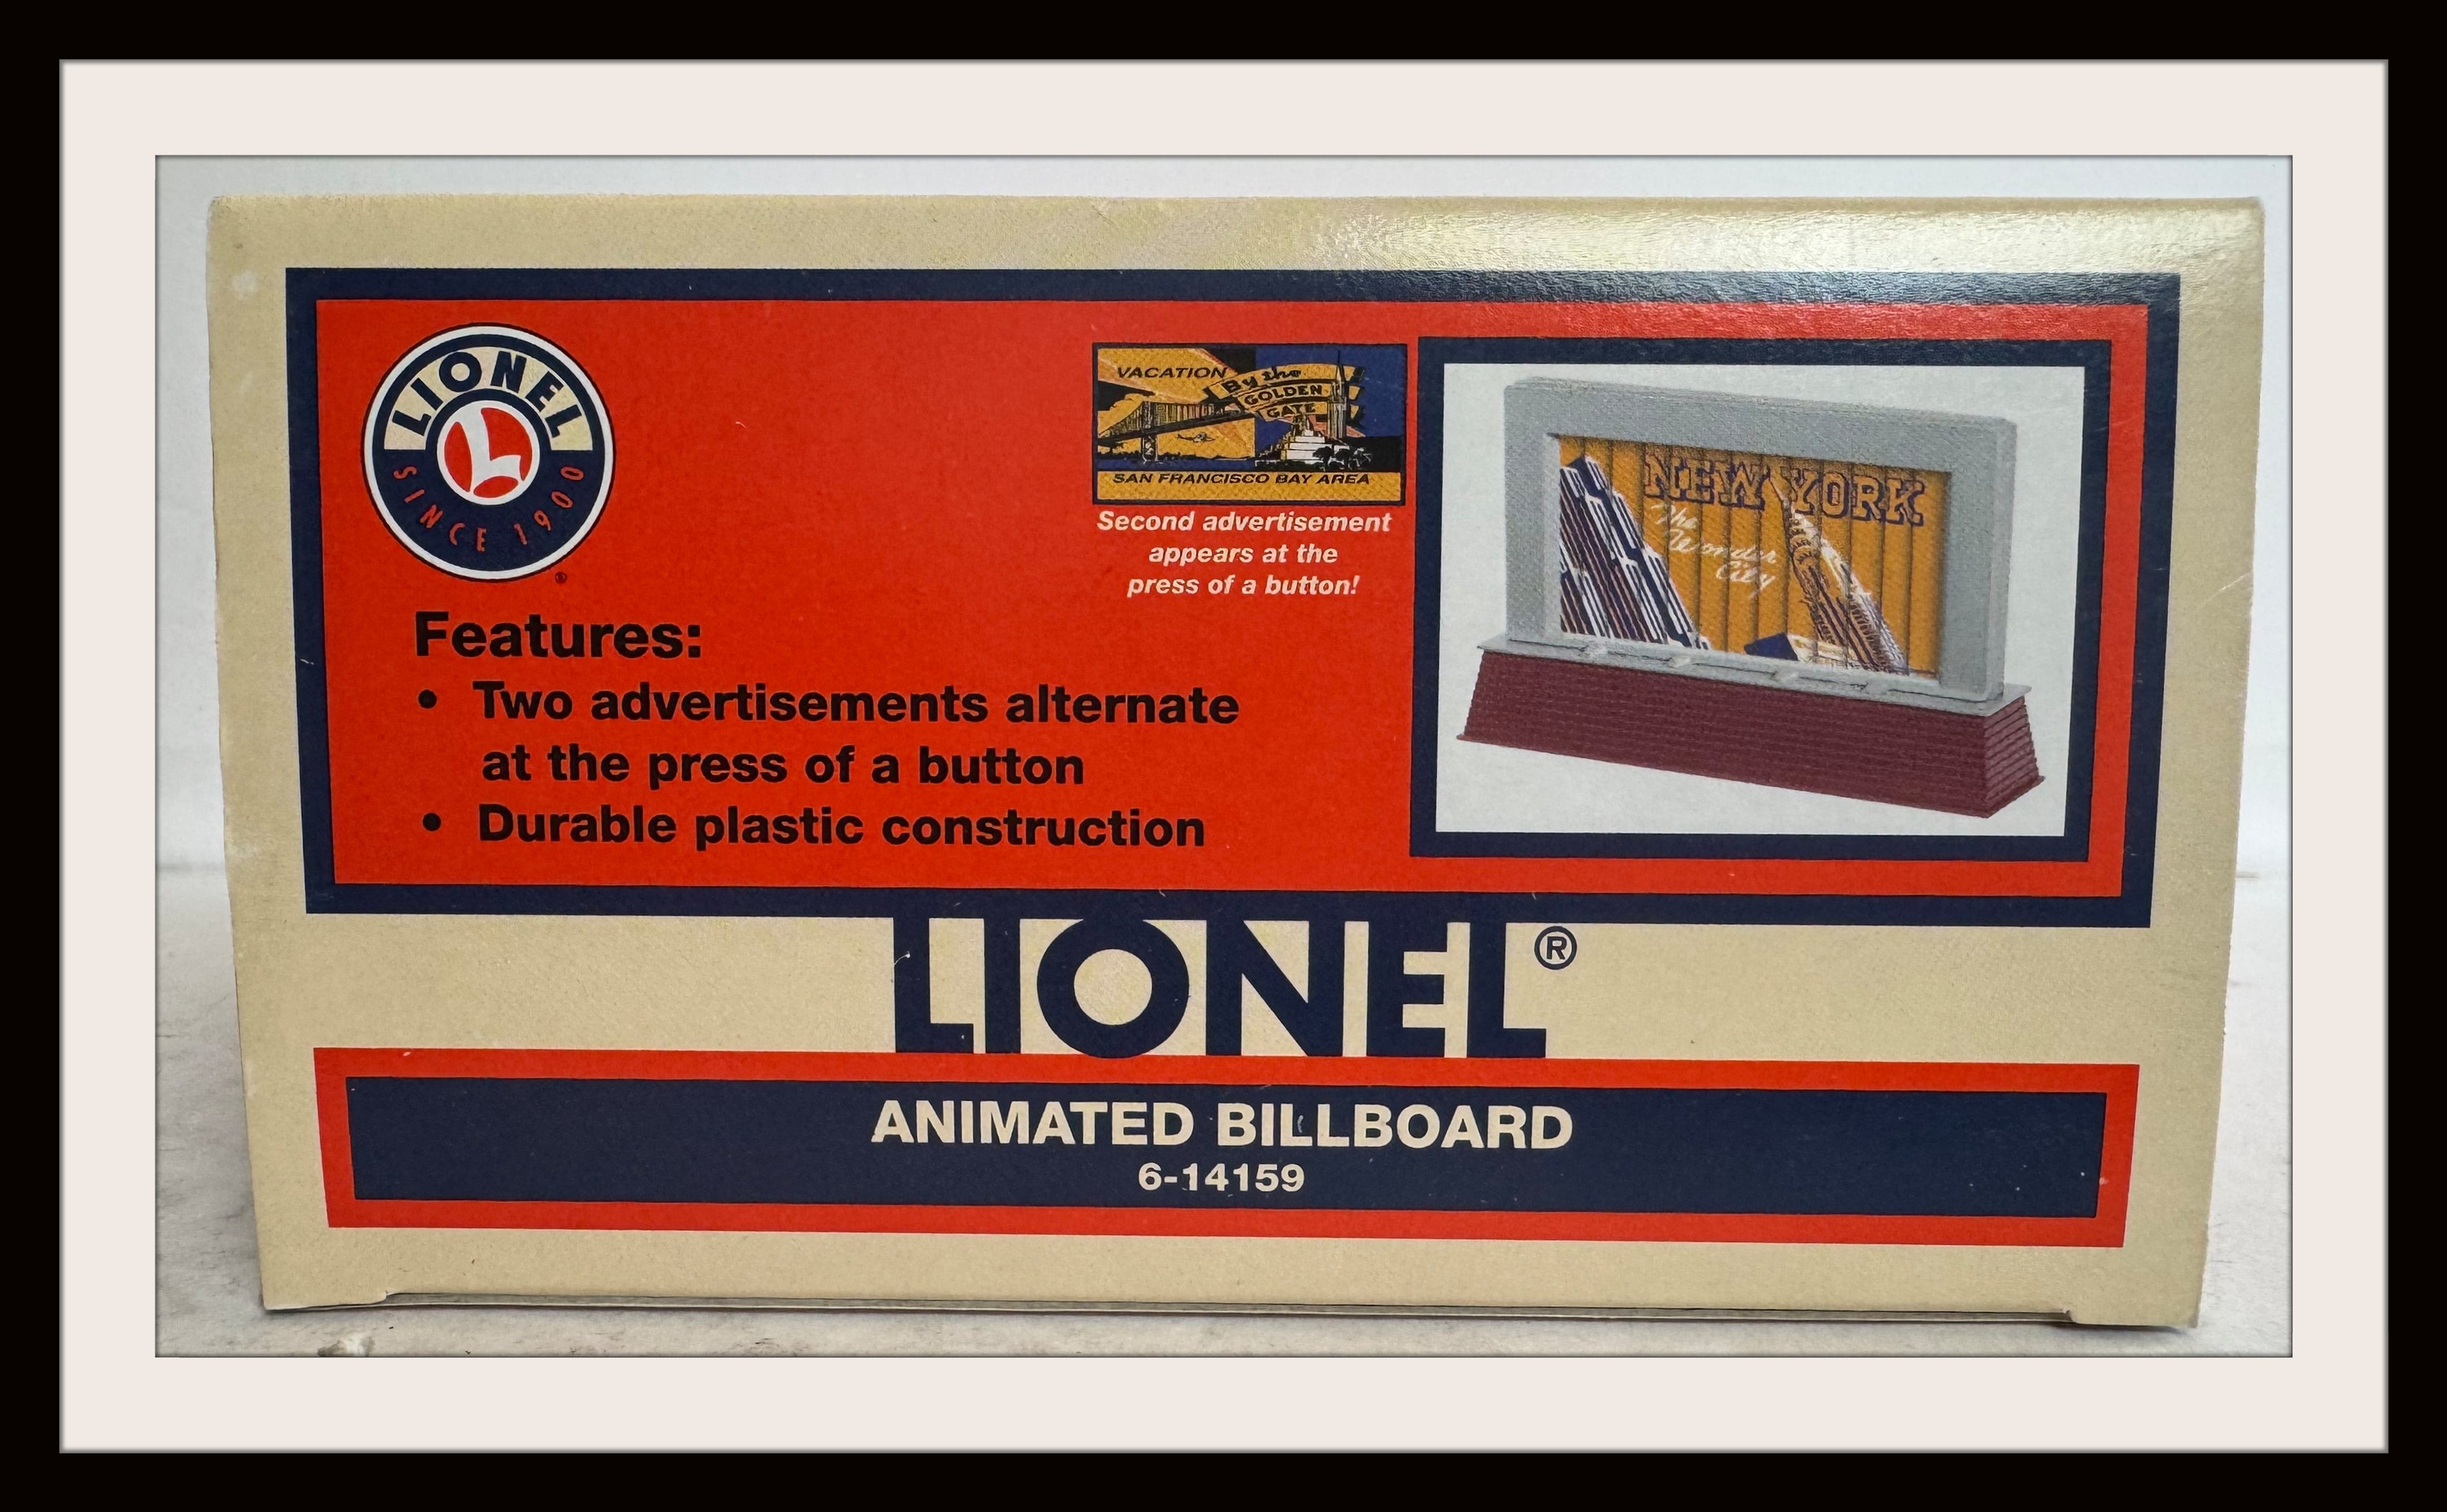 LIONEL
L
SINCE 1900
®
VACATION By the
GOLDEN
GATE
SAN FRANCISCO BAY AREA
Second advertisement
appears at the
press of a button!
NEW YORK
The
Wonder
City
Features:
• Two advertisements alternate
at the press of a button
• Durable plastic construction
LIONEL®
ANIMATED BILLBOARD
6-14159